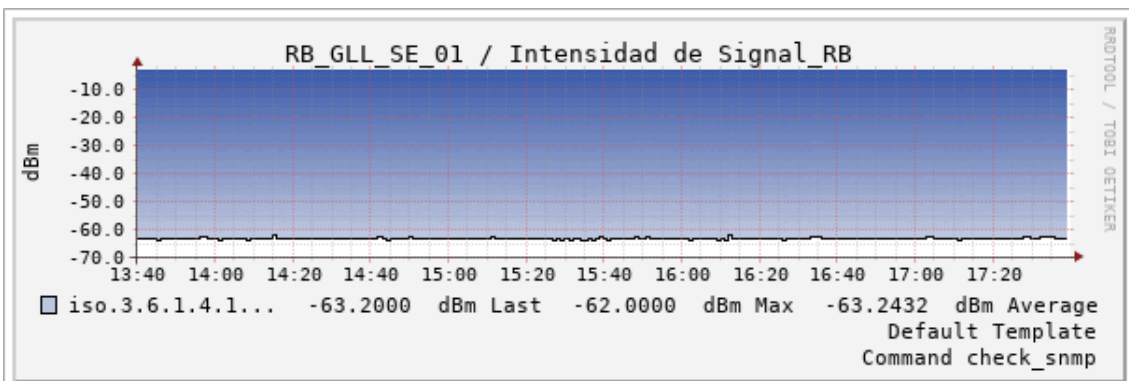 RB_GLL_SE_01 / Intensidad de Signal_RB
RRDTOOL / TOBI OETIKER
dBm
-10.0
-20.0
-30.0
-40.0
-50.0
-60.0
-70.0
13:40 14:00 14:20 14:40 15:00 15:20 15:40 16:00 16:20 16:40 17:00 17:20
iso.3.6.1.4.1... -63.2000 dBm Last -62.0000 dBm Max -63.2432 dBm Average
Default Template
Command check_snmp